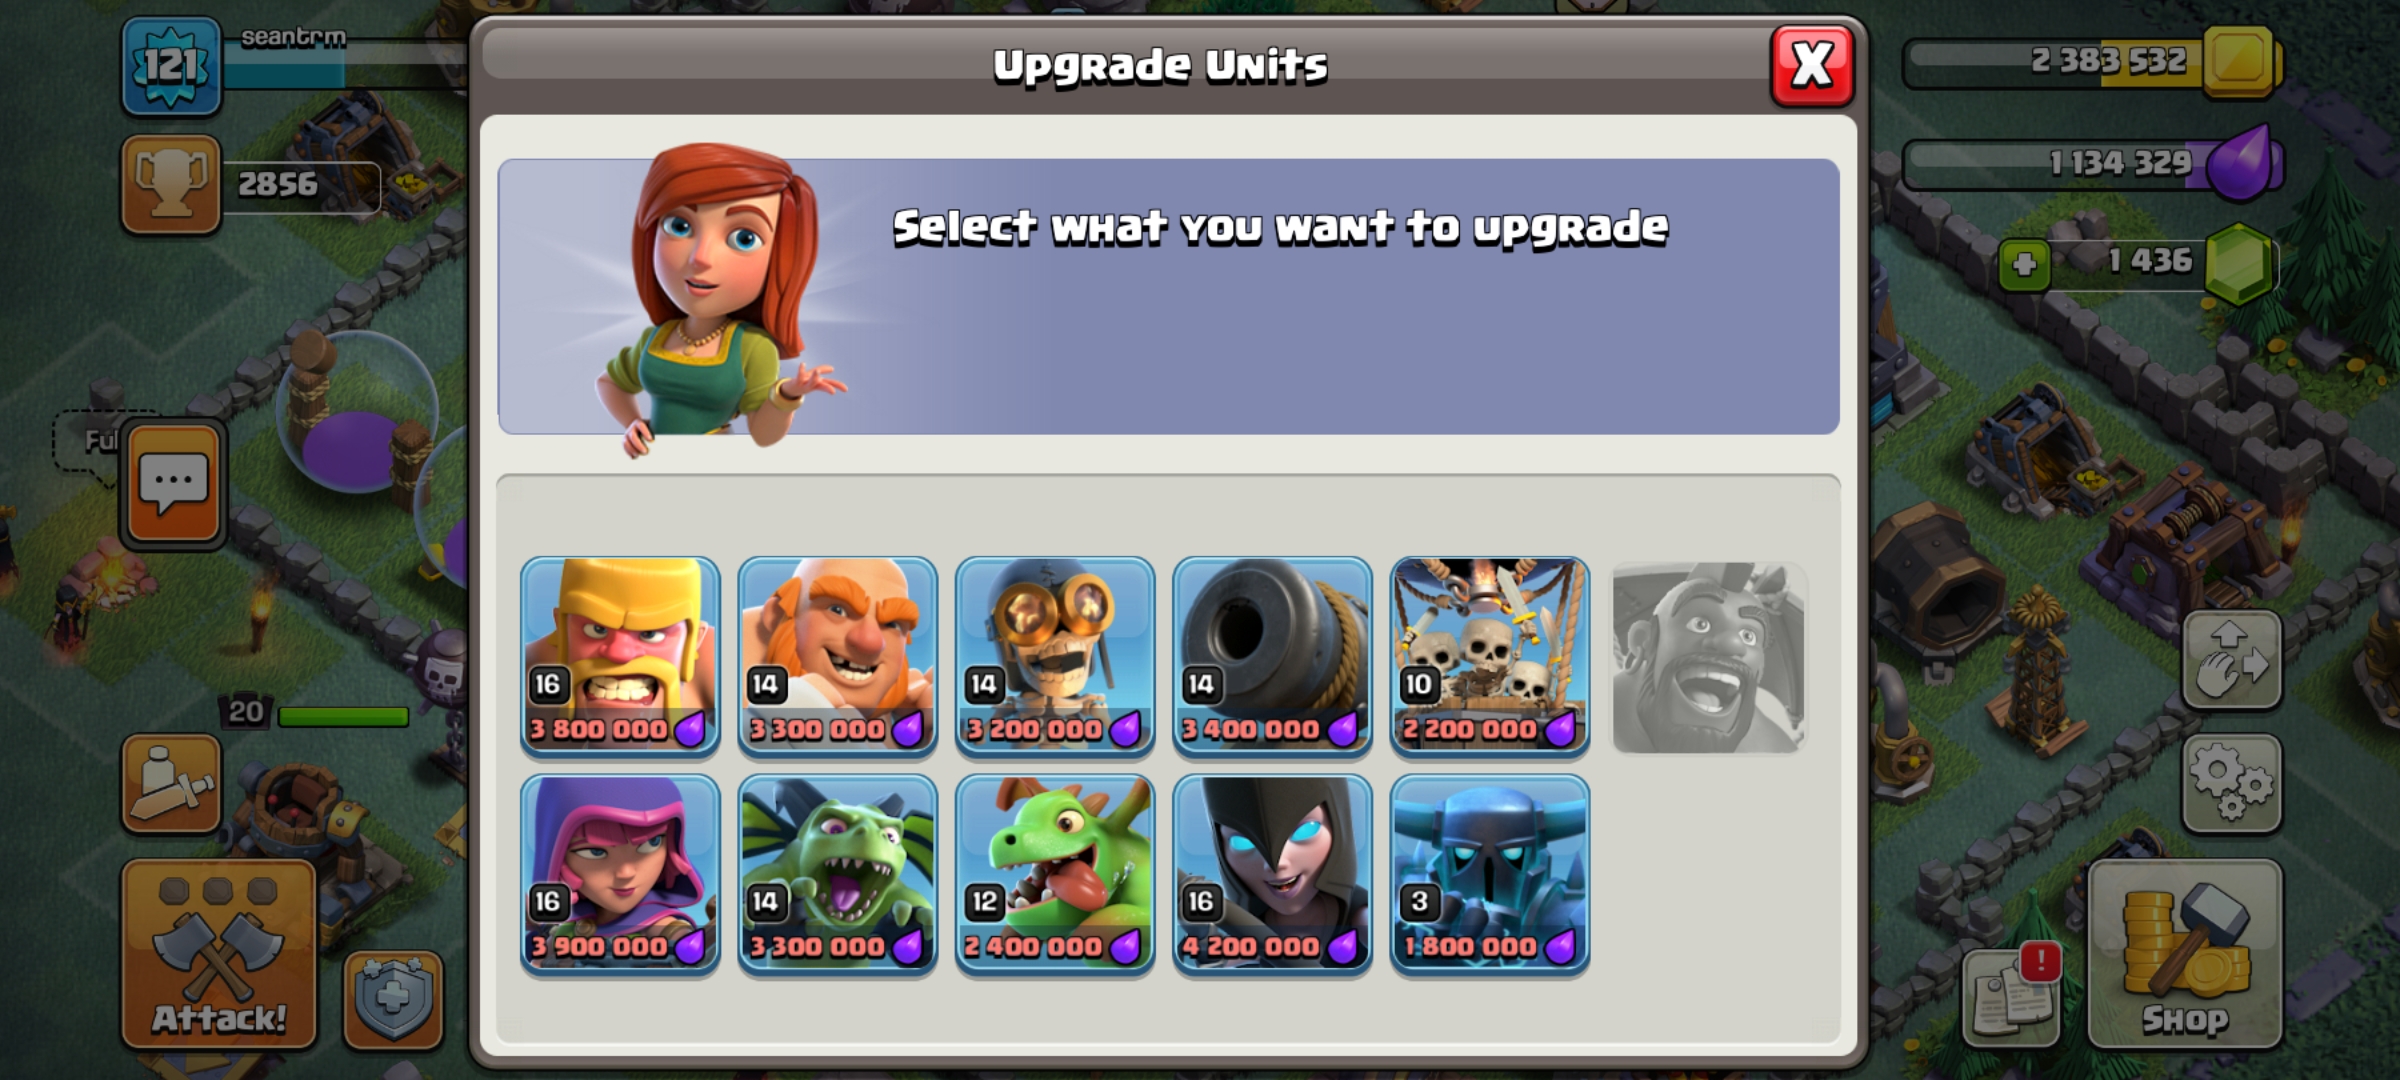 121
seantrm
Upgrade Units
X
2 383 532
2856
1 134 329
Select what you want to upgrade
1 436
Ful
16
3 800 000
14
3 300 000
14
3 200 000
14
3 400 000
10
2 200 000
20
16
3 900 000
14
3 300 000
12
2 400 000
16
4 200 000
3
1 800 000
!
Attack!
Shop